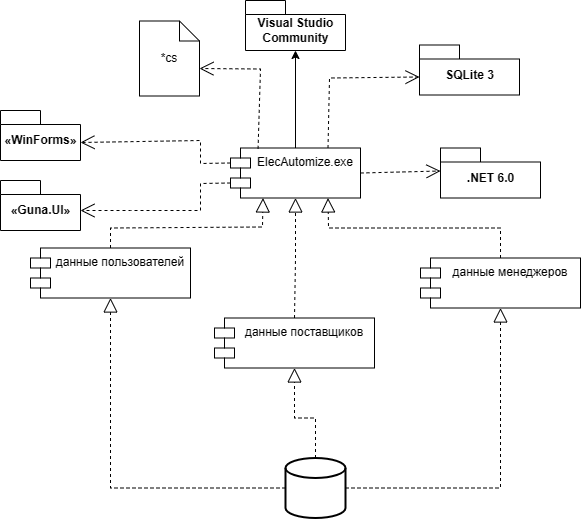 Visual Studio
Community
*cs
SQLite 3
«WinForms»
ElecAutomize.exe
.NET 6.0
«Guna.UI»
данные пользователей
данные менеджеров
данные поставщиков